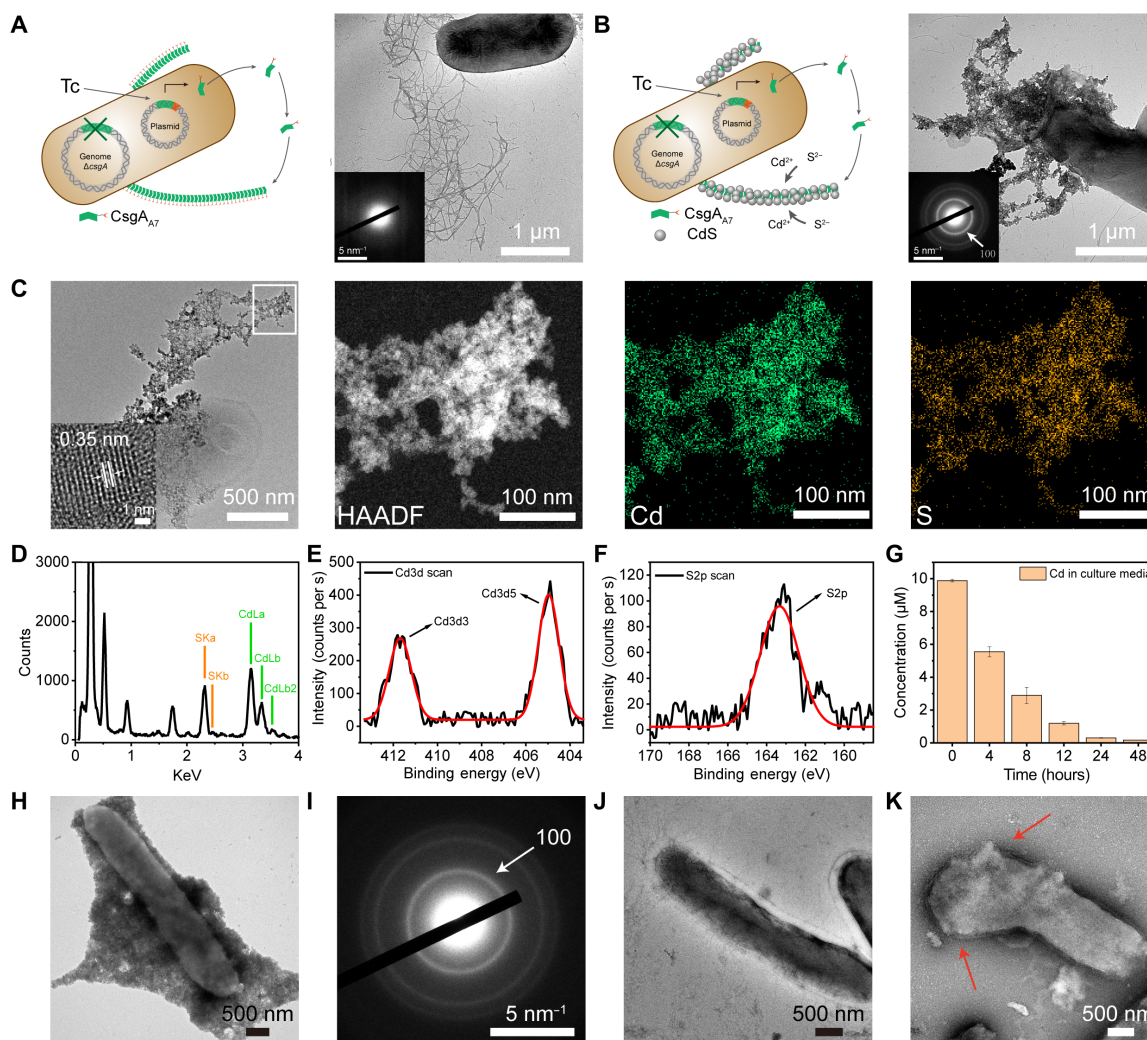 A
Tc
Plasmid
Genome
ΔcsgA
CsgA_A7
5 nm⁻¹
1 μm
B
Tc
Plasmid
Genome
ΔcsgA
Cd²⁺
S²⁻
Cd²⁺
S²⁻
CsgA_A7
CdS
100
5 nm⁻¹
1 μm
C
0.35 nm
1 nm
500 nm
HAADF
100 nm
Cd
100 nm
S
100 nm
D
3000
2000
1000
0
Counts
SKa
SKb
CdLa
CdLb
CdLb2
0 1 2 3 4
KeV
E
500
400
300
200
100
0
Intensity (counts per s)
Cd3d scan
Cd3d5
Cd3d3
412 410 408 406 404
Binding energy (eV)
F
120
100
80
60
40
20
0
Intensity (counts per s)
S2p scan
S2p
170 168 166 164 162 160
Binding energy (eV)
G
12
10
8
6
4
2
0
Concentration (μM)
Cd in culture media
0 4 8 12 24 48
Time (hours)
H
500 nm
I
100
5 nm⁻¹
J
500 nm
K
500 nm